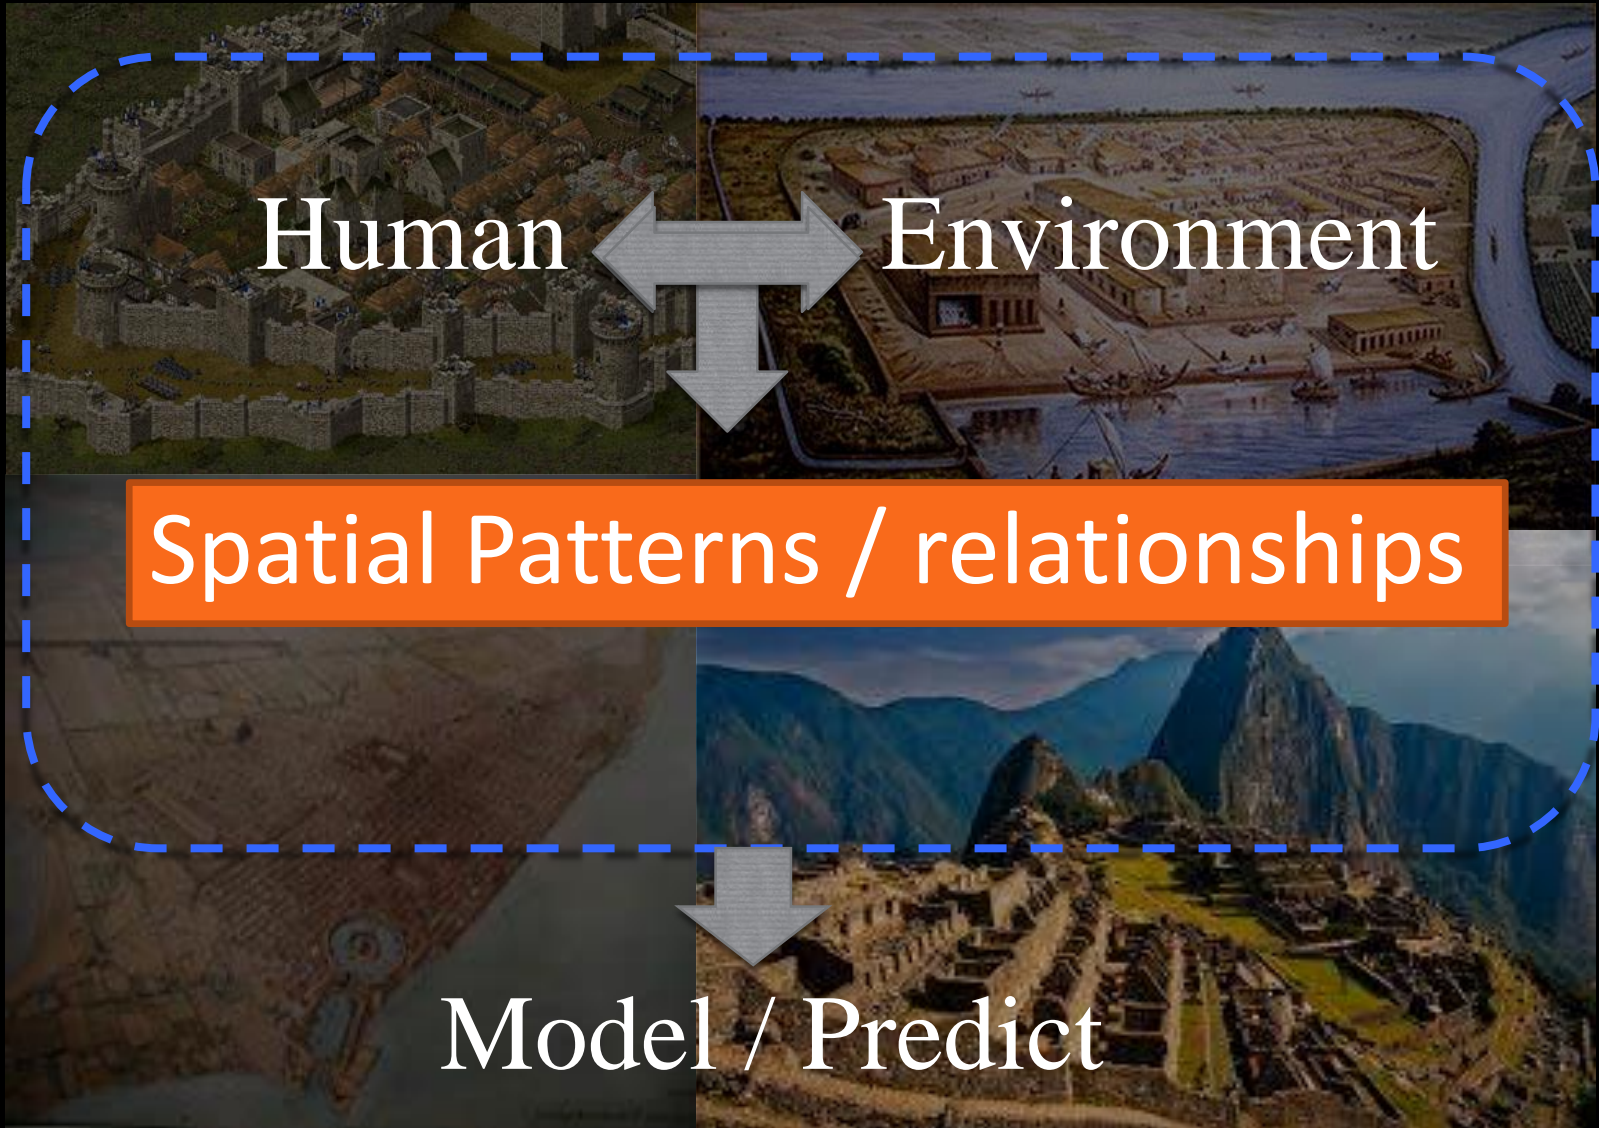 Human Environment
Spatial Patterns / relationships
Model / Predict